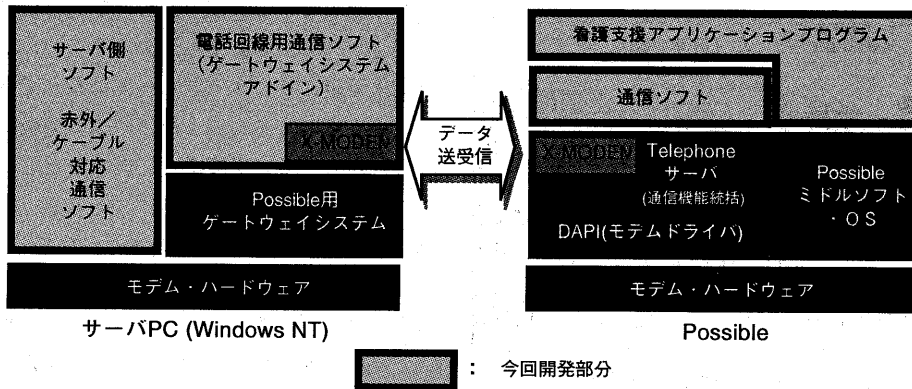 サーバ側
ソフト
赤外／
ケーブル
対応
通信
ソフト
電話回線用通信ソフト
（ゲートウェイシステム
アドイン）
X-MODEM
Possible用
ゲートウェイシステム
モデム・ハードウェア
サーバPC (Windows NT)
データ
送受信
看護支援アプリケーションプログラム
通信ソフト
X-MODEM
Telephone
サーバ
(通信機能統括)
DAPI(モデムドライバ)
Possible
ミドルソフト
・OS
モデム・ハードウェア
Possible
： 今回開発部分